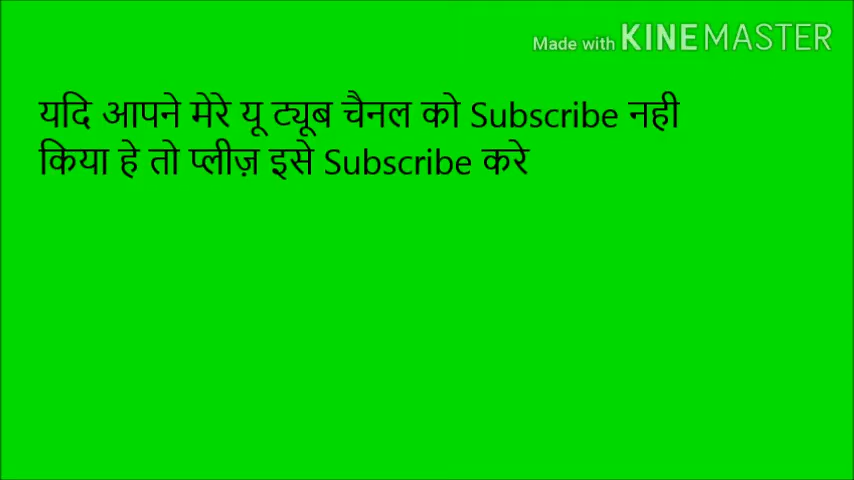 Made with KINEMASTER
यदि आपने मेरे यू ट्यूब चैनल को Subscribe नही
किया हे तो प्लीज़ इसे Subscribe करे